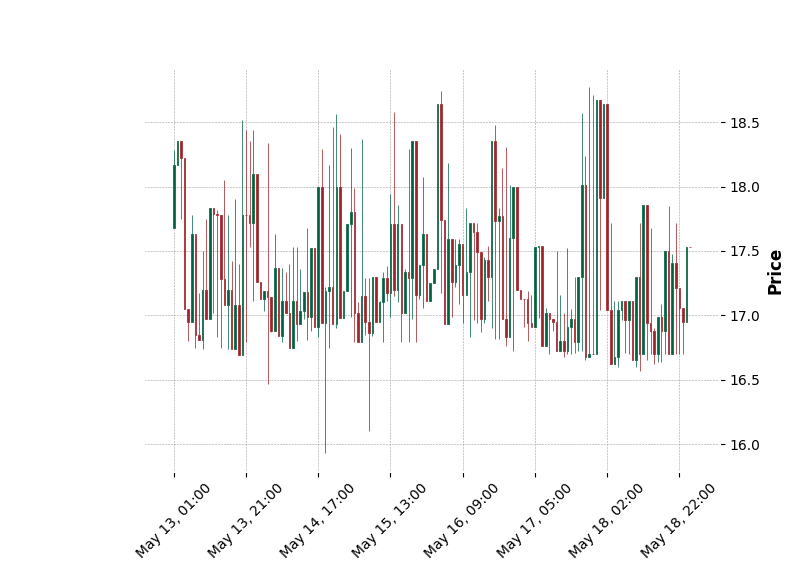 18.5
18.0
17.5
17.0
16.5
16.0
Price
May 13, 01:00
May 13, 21:00
May 14, 17:00
May 15, 13:00
May 16, 09:00
May 17, 05:00
May 18, 02:00
May 18, 22:00